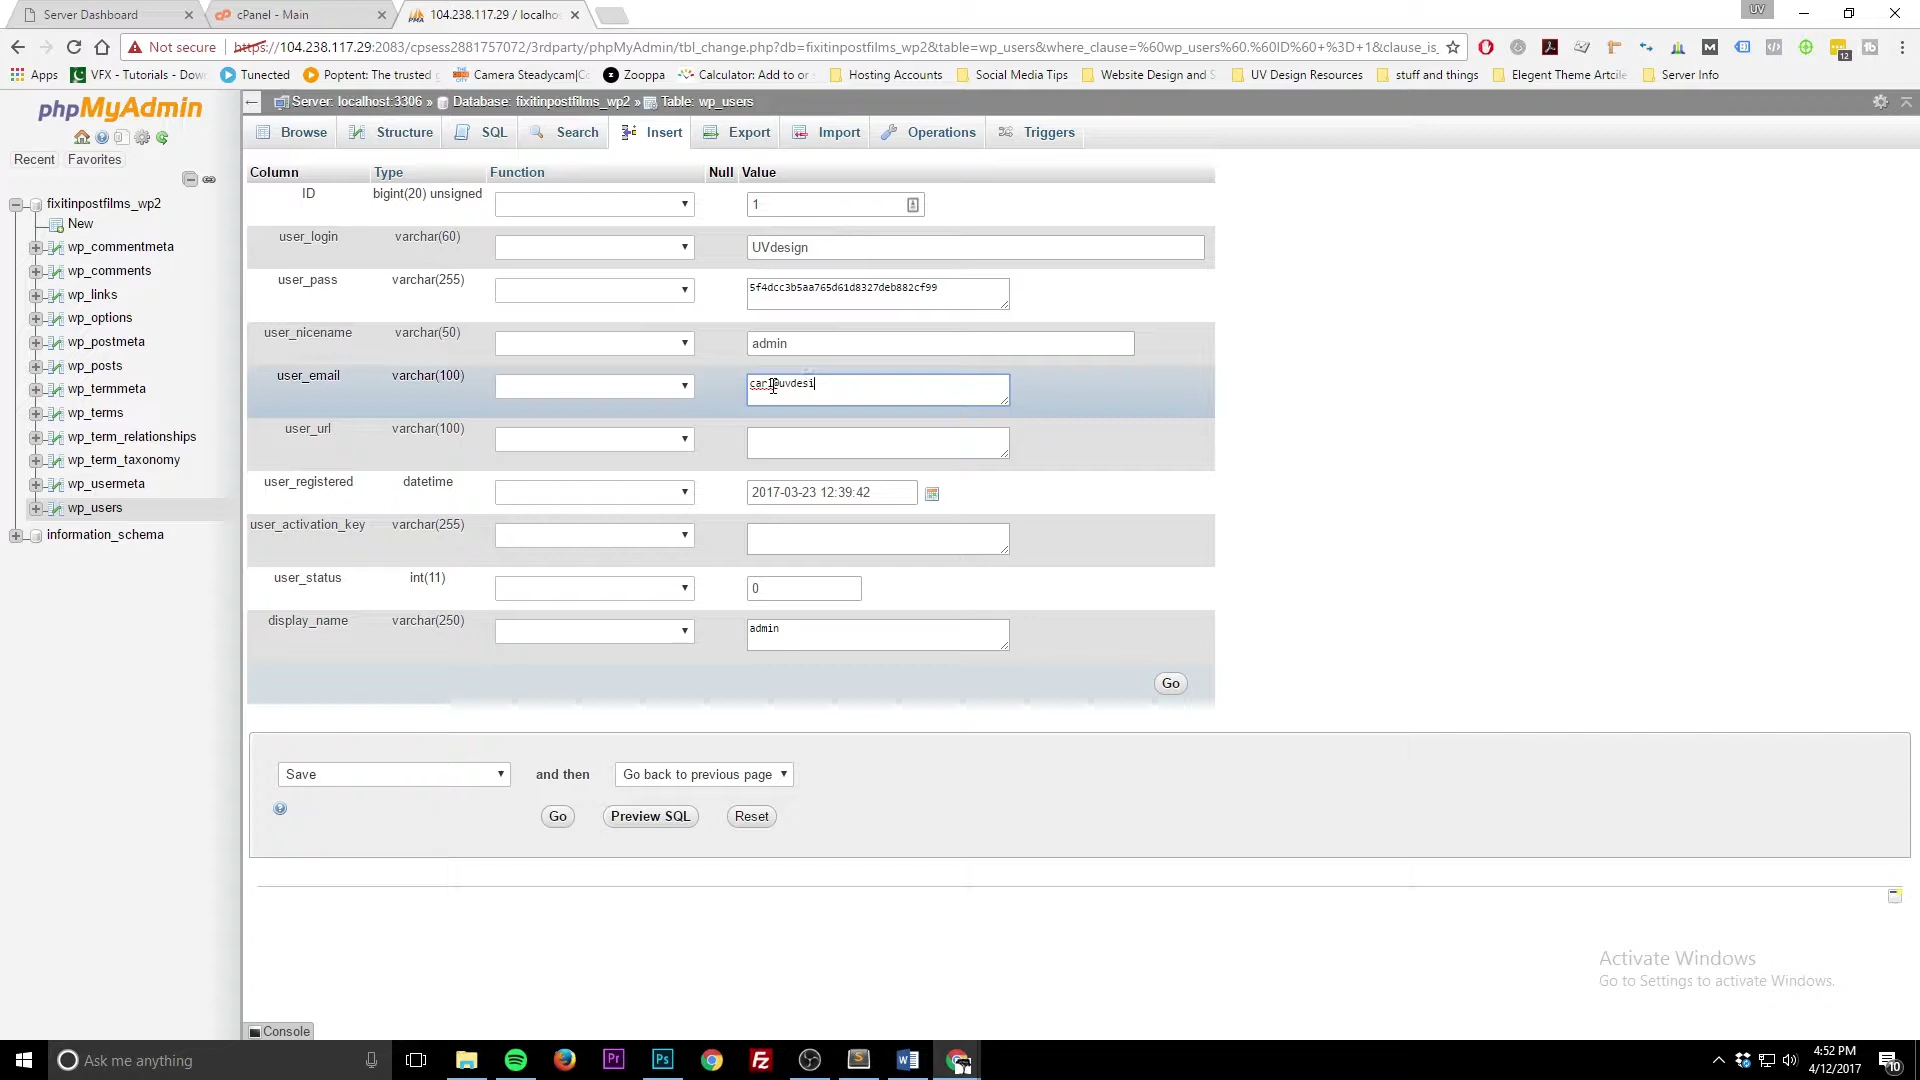 Server Dashboard
cPanel - Main
104.238.117.29 / localho
UV
Not secure
https://104.238.117.29:2083/cpsess2881757072/3rdparty/phpMyAdmin/tbl_change.php?db=fixitinpostfilms_wp2&table=wp_users&where_clause=%60wp_users%60.%60ID%60+%3D+1&clause_is_
12
Apps
VFX - Tutorials - Dow
Tunected
Poptent: The trusted
Camera Steadycam|Co
Zooppa
Calculator: Add to or
Hosting Accounts
Social Media Tips
Website Design and S
UV Design Resources
stuff and things
Elegent Theme Artcile
Server Info
phpMyAdmin
Recent
Favorites
fixitinpostfilms_wp2
New
wp_commentmeta
wp_comments
wp_links
wp_options
wp_postmeta
wp_posts
wp_termmeta
wp_terms
wp_term_relationships
wp_term_taxonomy
wp_usermeta
wp_users
information_schema
Server: localhost:3306 » Database: fixitinpostfilms_wp2 » Table: wp_users
Browse
Structure
SQL
Search
Insert
Export
Import
Operations
Triggers
Column Type Function Null Value
ID bigint(20) unsigned 1
user_login varchar(60) UVdesign
user_pass varchar(255) 5f4dcc3b5aa765d61d8327deb882cf99
user_nicename varchar(50) admin
user_email varchar(100) carl@uvdesi
user_url varchar(100)
user_registered datetime 2017-03-23 12:39:42
user_activation_key varchar(255)
user_status int(11) 0
display_name varchar(250) admin
Go
Save and then Go back to previous page
Go Preview SQL Reset
Activate Windows
Go to Settings to activate Windows.
Console
Ask me anything
4:52 PM
4/12/2017
10